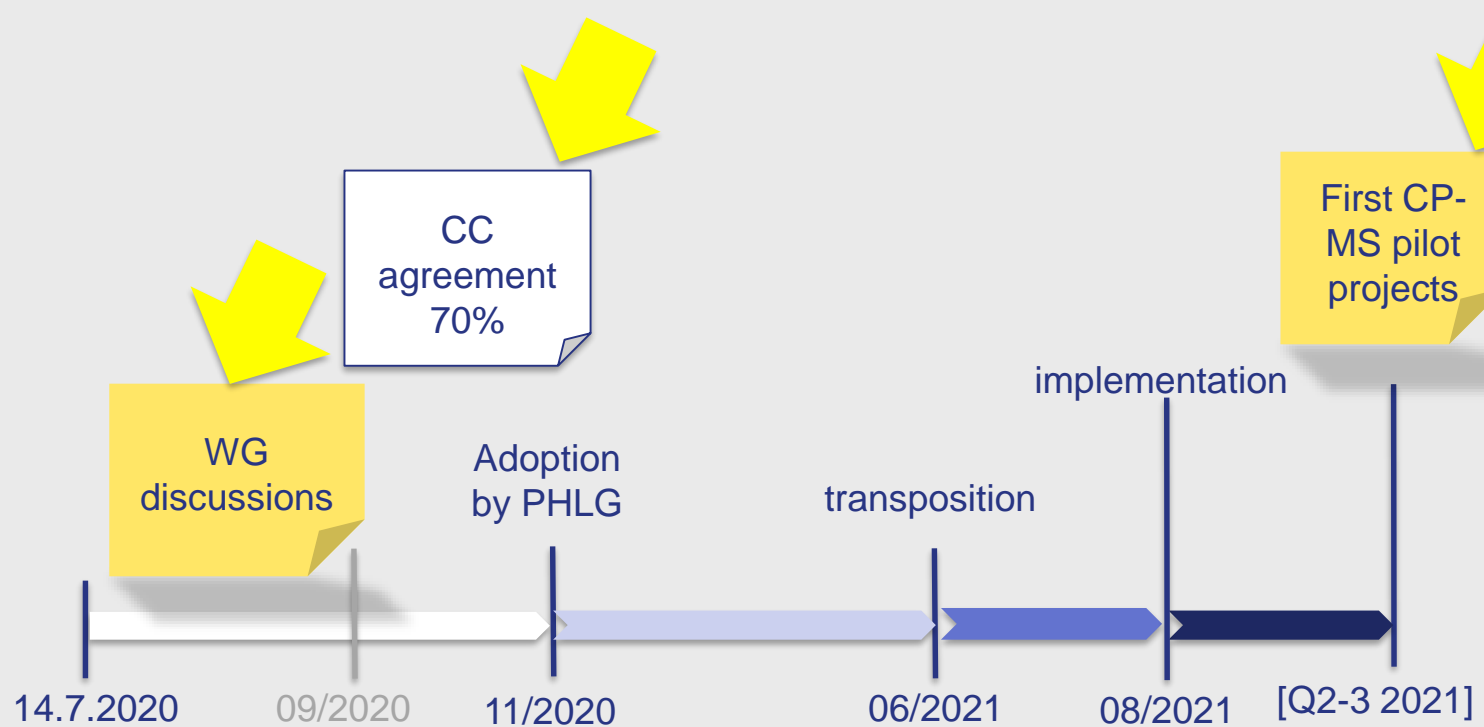 CC
agreement
70%
First CP-
MS pilot
projects
implementation
WG
discussions
Adoption
by PHLG
transposition
14.7.2020
09/2020
11/2020
06/2021
08/2021
[Q2-3 2021]